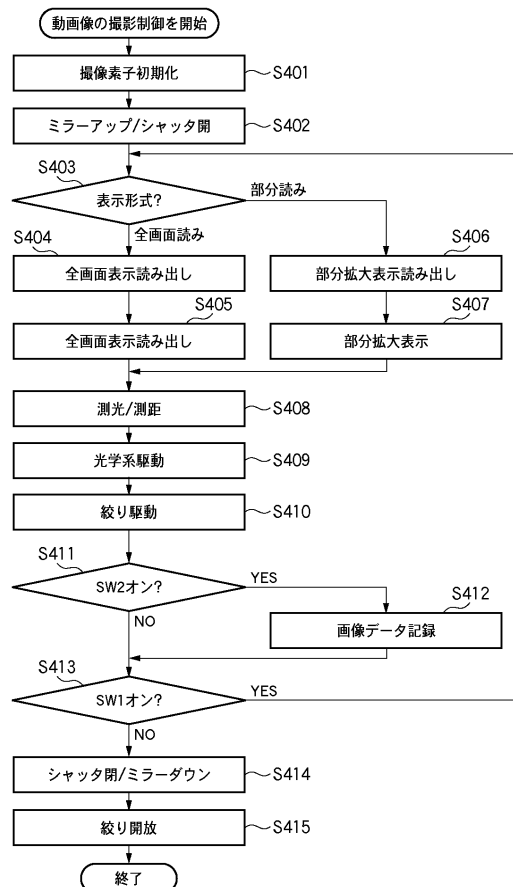 動画像の撮影制御を開始
撮像素子初期化
S401
ミラーアップ/シャッタ開
S402
S403
表示形式?
部分読み
全画面読み
S404
全画面表示読み出し
S406
部分拡大表示読み出し
S405
全画面表示読み出し
S407
部分拡大表示
測光/測距
S408
光学系駆動
S409
絞り駆動
S410
S411
SW2オン?
YES
NO
S412
画像データ記録
S413
SW1オン?
YES
NO
シャッタ閉/ミラーダウン
S414
絞り開放
S415
終了